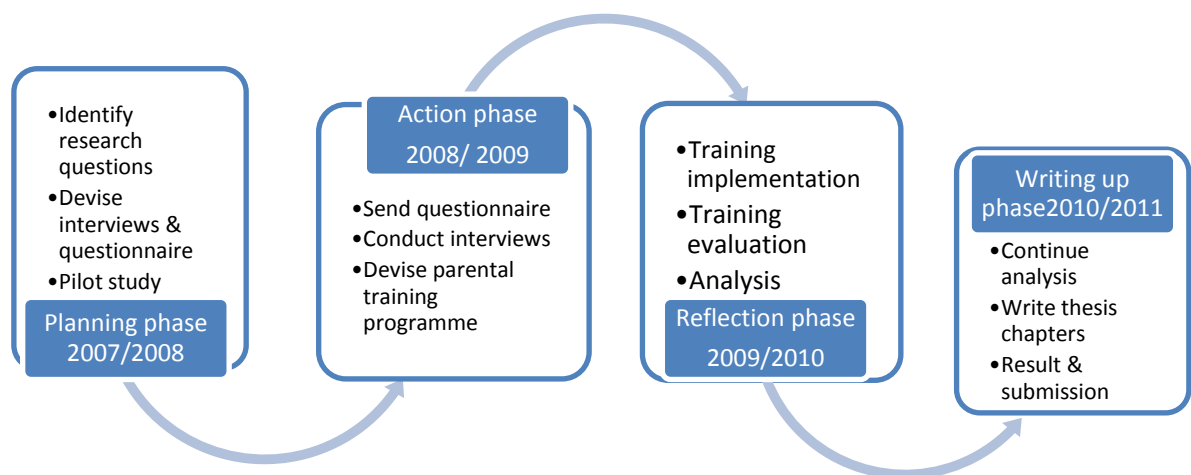 •Identify
research
questions
•Devise
interviews &
questionnaire
•Pilot study
Planning phase
2007/2008
Action phase
2008/ 2009
•Send questionnaire
•Conduct interviews
•Devise parental
training
programme
•Training
implementation
•Training
evaluation
•Analysis
Reflection phase
2009/2010
Writing up
phase2010/2011
•Continue
analysis
•Write thesis
chapters
•Result &
submission